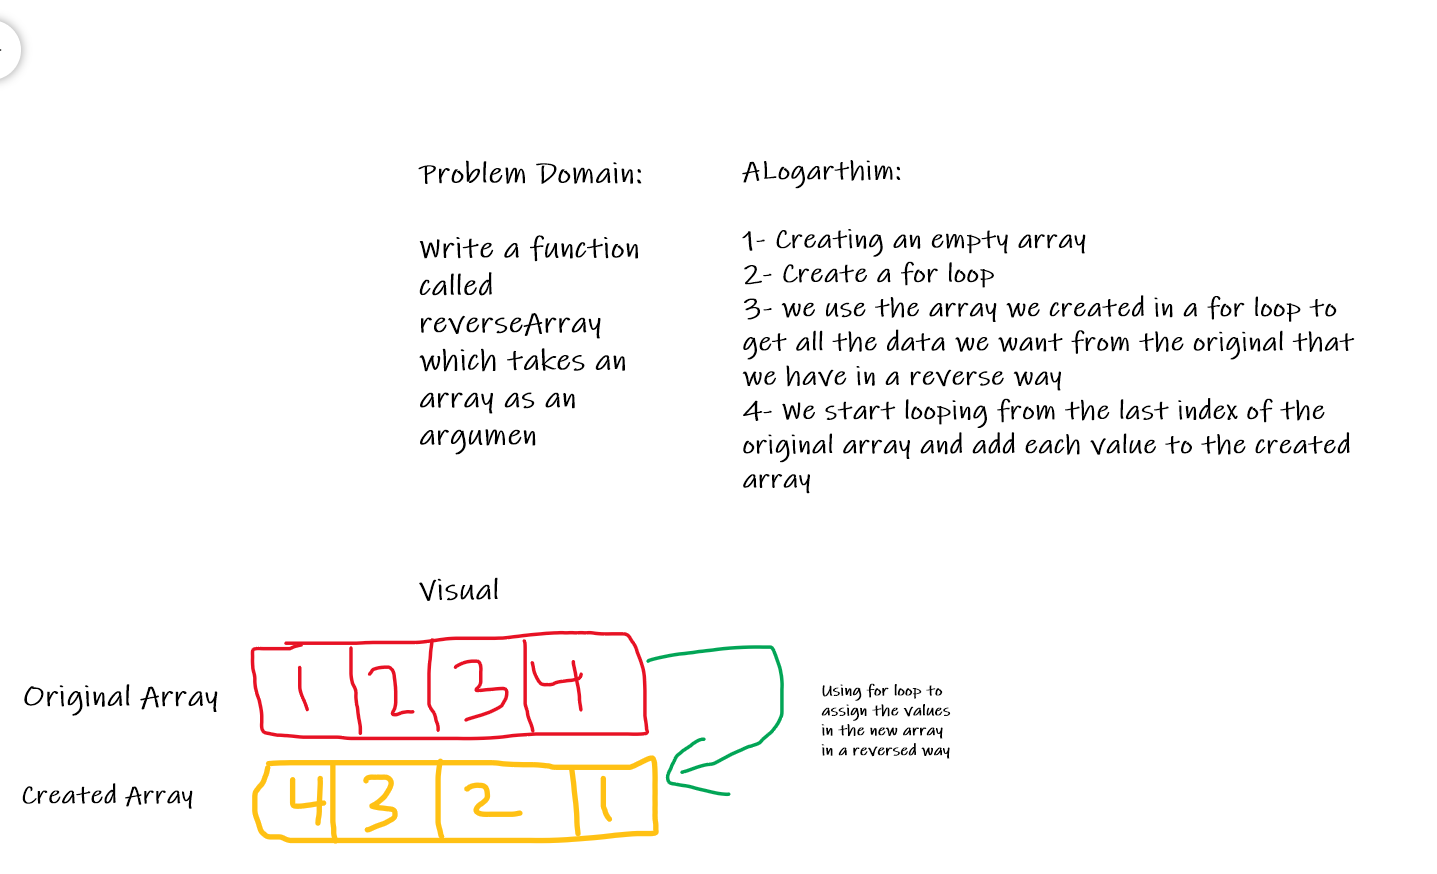 Problem Domain:
Write a function
called
reverseArray
which takes an
array as an
argumen
ALogarthim:
1- Creating an empty array
2- Create a for loop
3- we use the array we created in a for loop to
get all the data we want from the original that
we have in a reverse way
4- We start looping from the last index of the
original array and add each value to the created
array
Visual
Original Array
1 2 3 4
Created Array
4 3 2 1
Using for loop to
assign the values
in the new array
in a reversed way